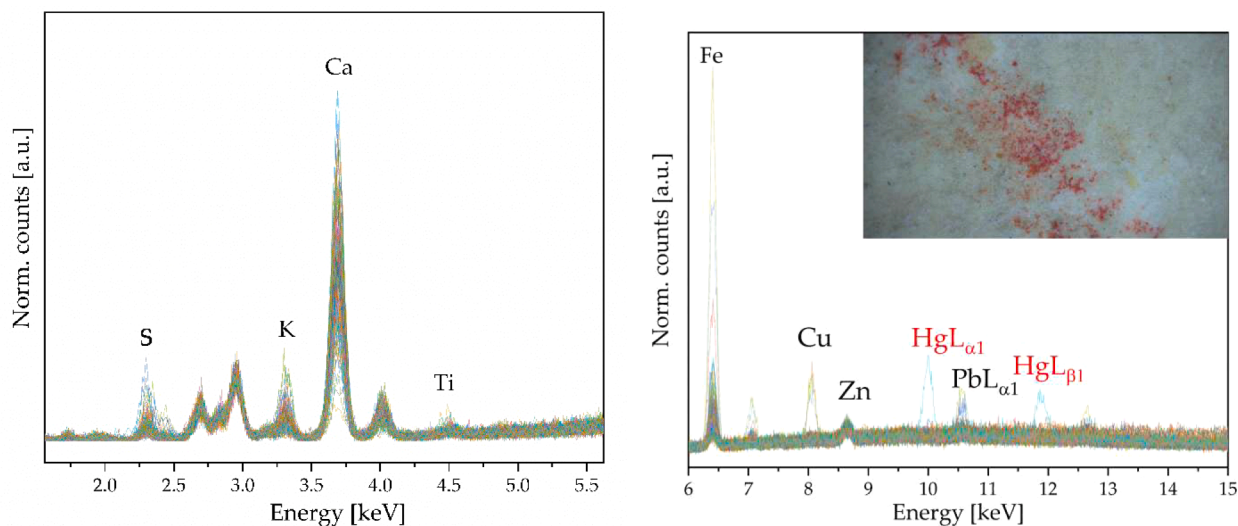 Norm. counts [a.u.]
S
K
Ca
Ti
2.0 2.5 3.0 3.5 4.0 4.5 5.0 5.5
Energy [keV]
Norm. counts [a.u.]
Fe
Cu
Zn
HgLα1
PbLα1
HgLβ1
6 7 8 9 10 11 12 13 14 15
Energy [keV]